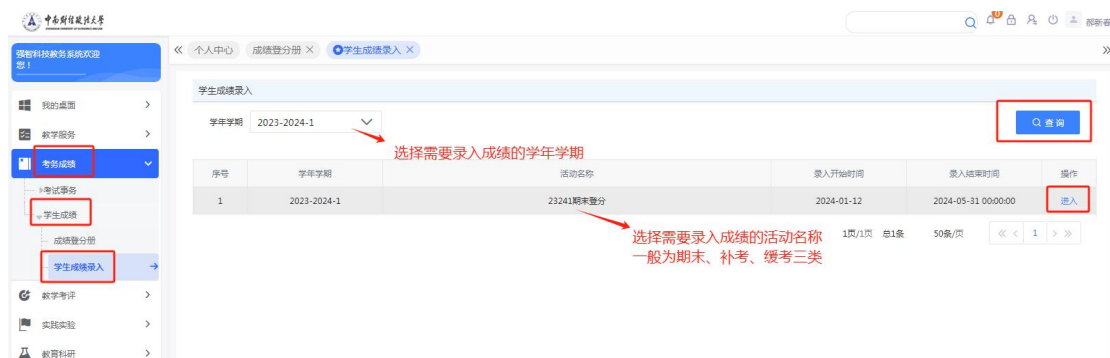 中南财经政法大学
0
郝新春
强智科技教务系统欢迎
您！
个人中心
成绩登分册
学生成绩录入
我的桌面
教学服务
考务成绩
考试事务
学生成绩
成绩登分册
学生成绩录入
教学考评
实践实验
教育科研
学生成绩录入
学年学期 2023-2024-1
查询
选择需要录入成绩的学年学期
序号 学年学期 活动名称 录入开始时间 录入结束时间 操作
1 2023-2024-1 23241期末登分 2024-01-12 2024-05-31 00:00:00 进入
1页/1页 总1条 50条/页 1
选择需要录入成绩的活动名称
一般为期末、补考、缓考三类